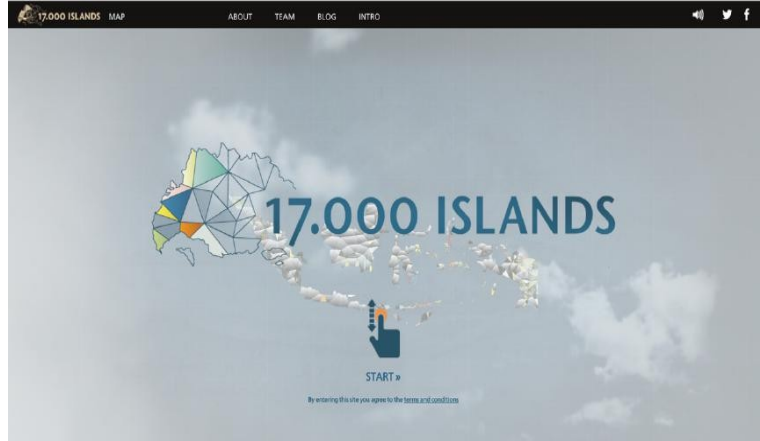 17.000 ISLANDS MAP ABOUT TEAM BLOG INTRO
17.000 ISLANDS
START »
By entering this site you agree to the terms and conditions